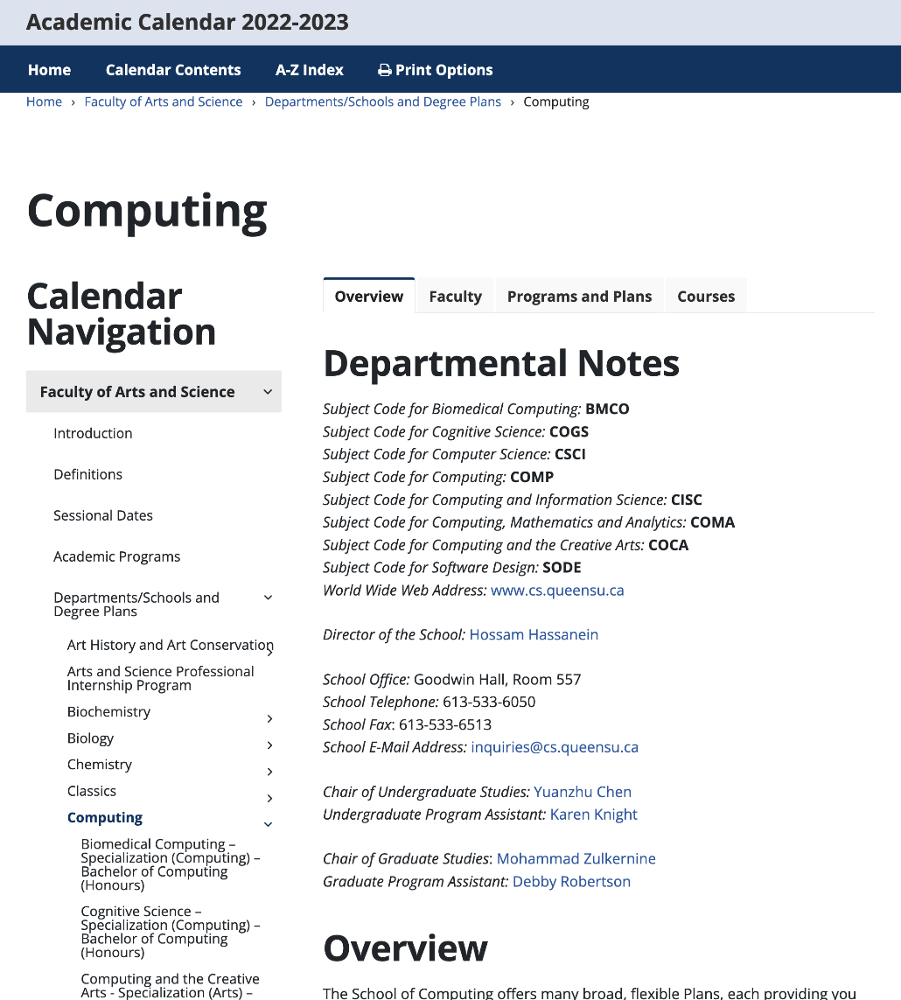 Academic Calendar 2022-2023
Home Calendar Contents A-Z Index Print Options
Home › Faculty of Arts and Science › Departments/Schools and Degree Plans › Computing
Computing
Calendar
Navigation
Faculty of Arts and Science
Introduction
Definitions
Sessional Dates
Academic Programs
Departments/Schools and
Degree Plans
Art History and Art Conservation
Arts and Science Professional
Internship Program
Biochemistry
Biology
Chemistry
Classics
Computing
Biomedical Computing –
Specialization (Computing) –
Bachelor of Computing
(Honours)
Cognitive Science –
Specialization (Computing) –
Bachelor of Computing
(Honours)
Computing and the Creative
Arts - Specialization (Arts) –
Overview Faculty Programs and Plans Courses
Departmental Notes
Subject Code for Biomedical Computing: BMCO
Subject Code for Cognitive Science: COGS
Subject Code for Computer Science: CSCI
Subject Code for Computing: COMP
Subject Code for Computing and Information Science: CISC
Subject Code for Computing, Mathematics and Analytics: COMA
Subject Code for Computing and the Creative Arts: COCA
Subject Code for Software Design: SODE
World Wide Web Address: www.cs.queensu.ca
Director of the School: Hossam Hassanein
School Office: Goodwin Hall, Room 557
School Telephone: 613-533-6050
School Fax: 613-533-6513
School E-Mail Address: inquiries@cs.queensu.ca
Chair of Undergraduate Studies: Yuanzhu Chen
Undergraduate Program Assistant: Karen Knight
Chair of Graduate Studies: Mohammad Zulkernine
Graduate Program Assistant: Debby Robertson
Overview
The School of Computing offers many broad, flexible Plans, each providing you